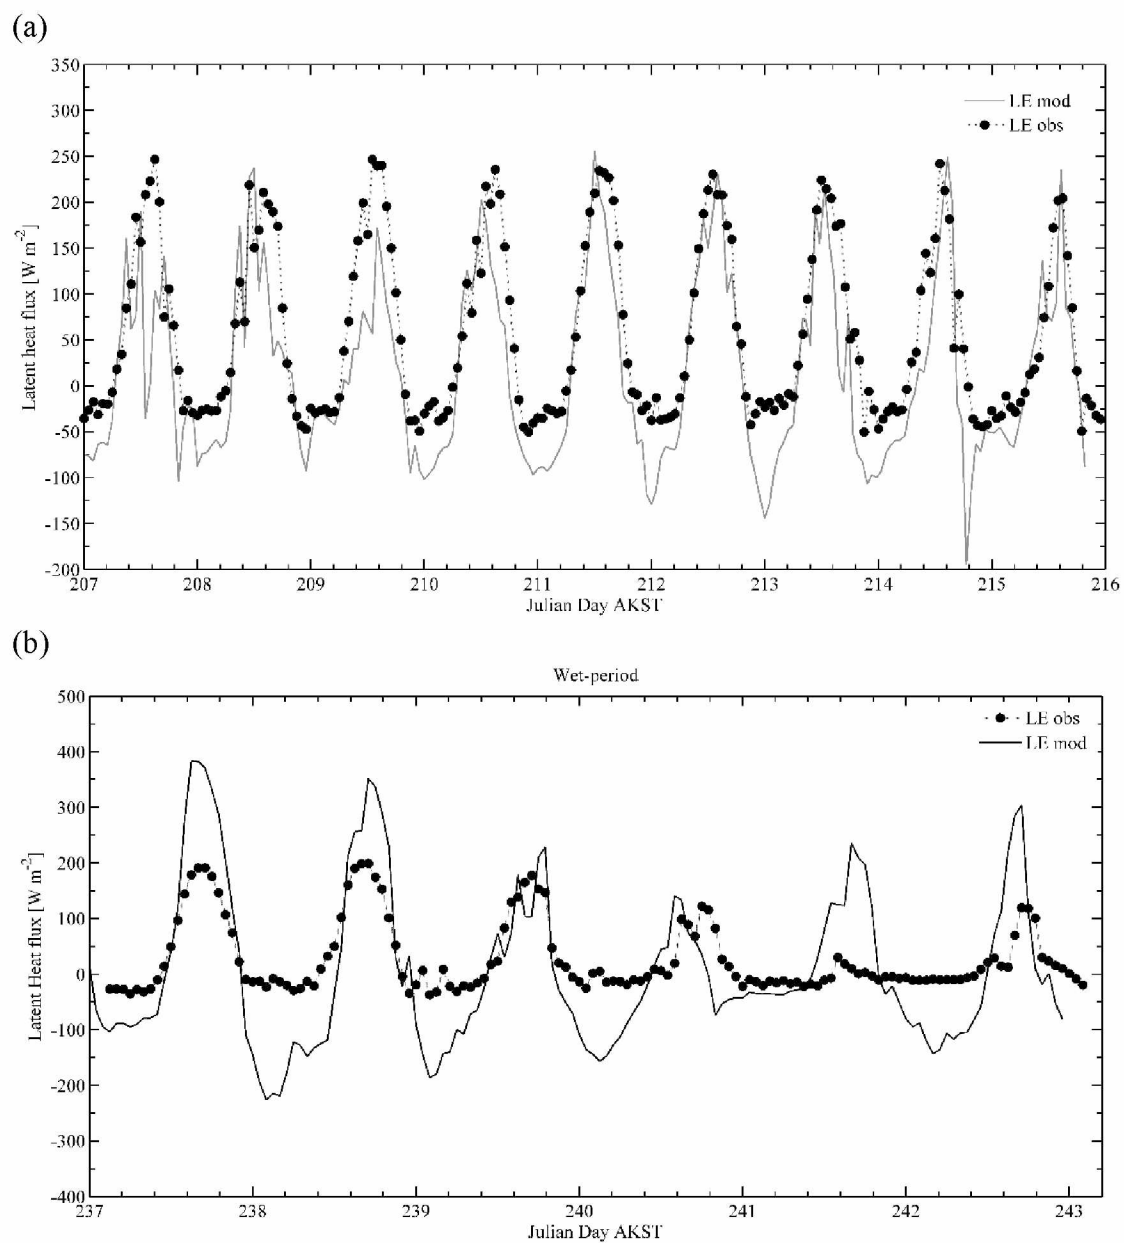 (a)
350
300
250
200
150
100
50
0
-50
-100
-150
-200
Latent heat flux [W m-2]
LE mod
LE obs
207 208 209 210 211 212 213 214 215 216
Julian Day AKST
(b)
Wet-period
500
400
300
200
100
0
-100
-200
-300
-400
Latent Heat flux [W m-2]
LE obs
LE mod
237 238 239 240 241 242 243
Julian Day AKST